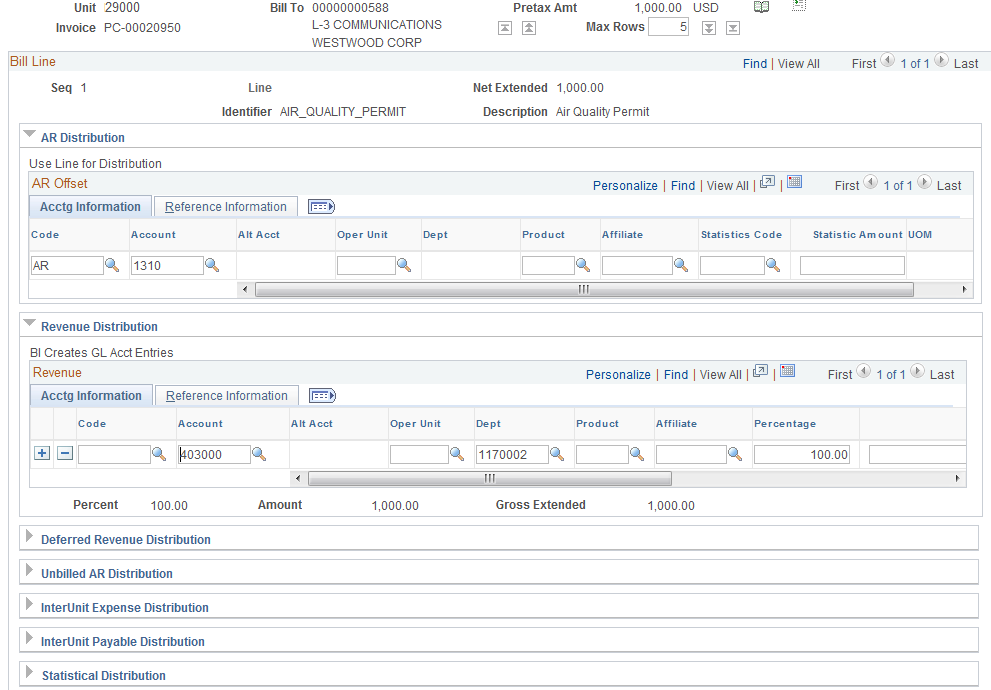 Unit 29000 Bill To 00000000588 Pretax Amt 1,000.00 USD
Invoice PC-00020950 L-3 COMMUNICATIONS Max Rows 5
WESTWOOD CORP
Bill Line Find | View All First 1 of 1 Last
Seq 1 Line Net Extended 1,000.00
Identifier AIR_QUALITY_PERMIT Description Air Quality Permit
AR Distribution
Use Line for Distribution
AR Offset Personalize | Find | View All | | First 1 of 1 Last
Acctg Information Reference Information
Code Account Alt Acct Oper Unit Dept Product Affiliate Statistics Code Statistic Amount UOM
AR 1310
Revenue Distribution
BI Creates GL Acct Entries
Revenue Personalize | Find | View All | | First 1 of 1 Last
Acctg Information Reference Information
Code Account Alt Acct Oper Unit Dept Product Affiliate Percentage
403000 1170002 100.00
Percent 100.00 Amount 1,000.00 Gross Extended 1,000.00
Deferred Revenue Distribution
Unbilled AR Distribution
InterUnit Expense Distribution
InterUnit Payable Distribution
Statistical Distribution